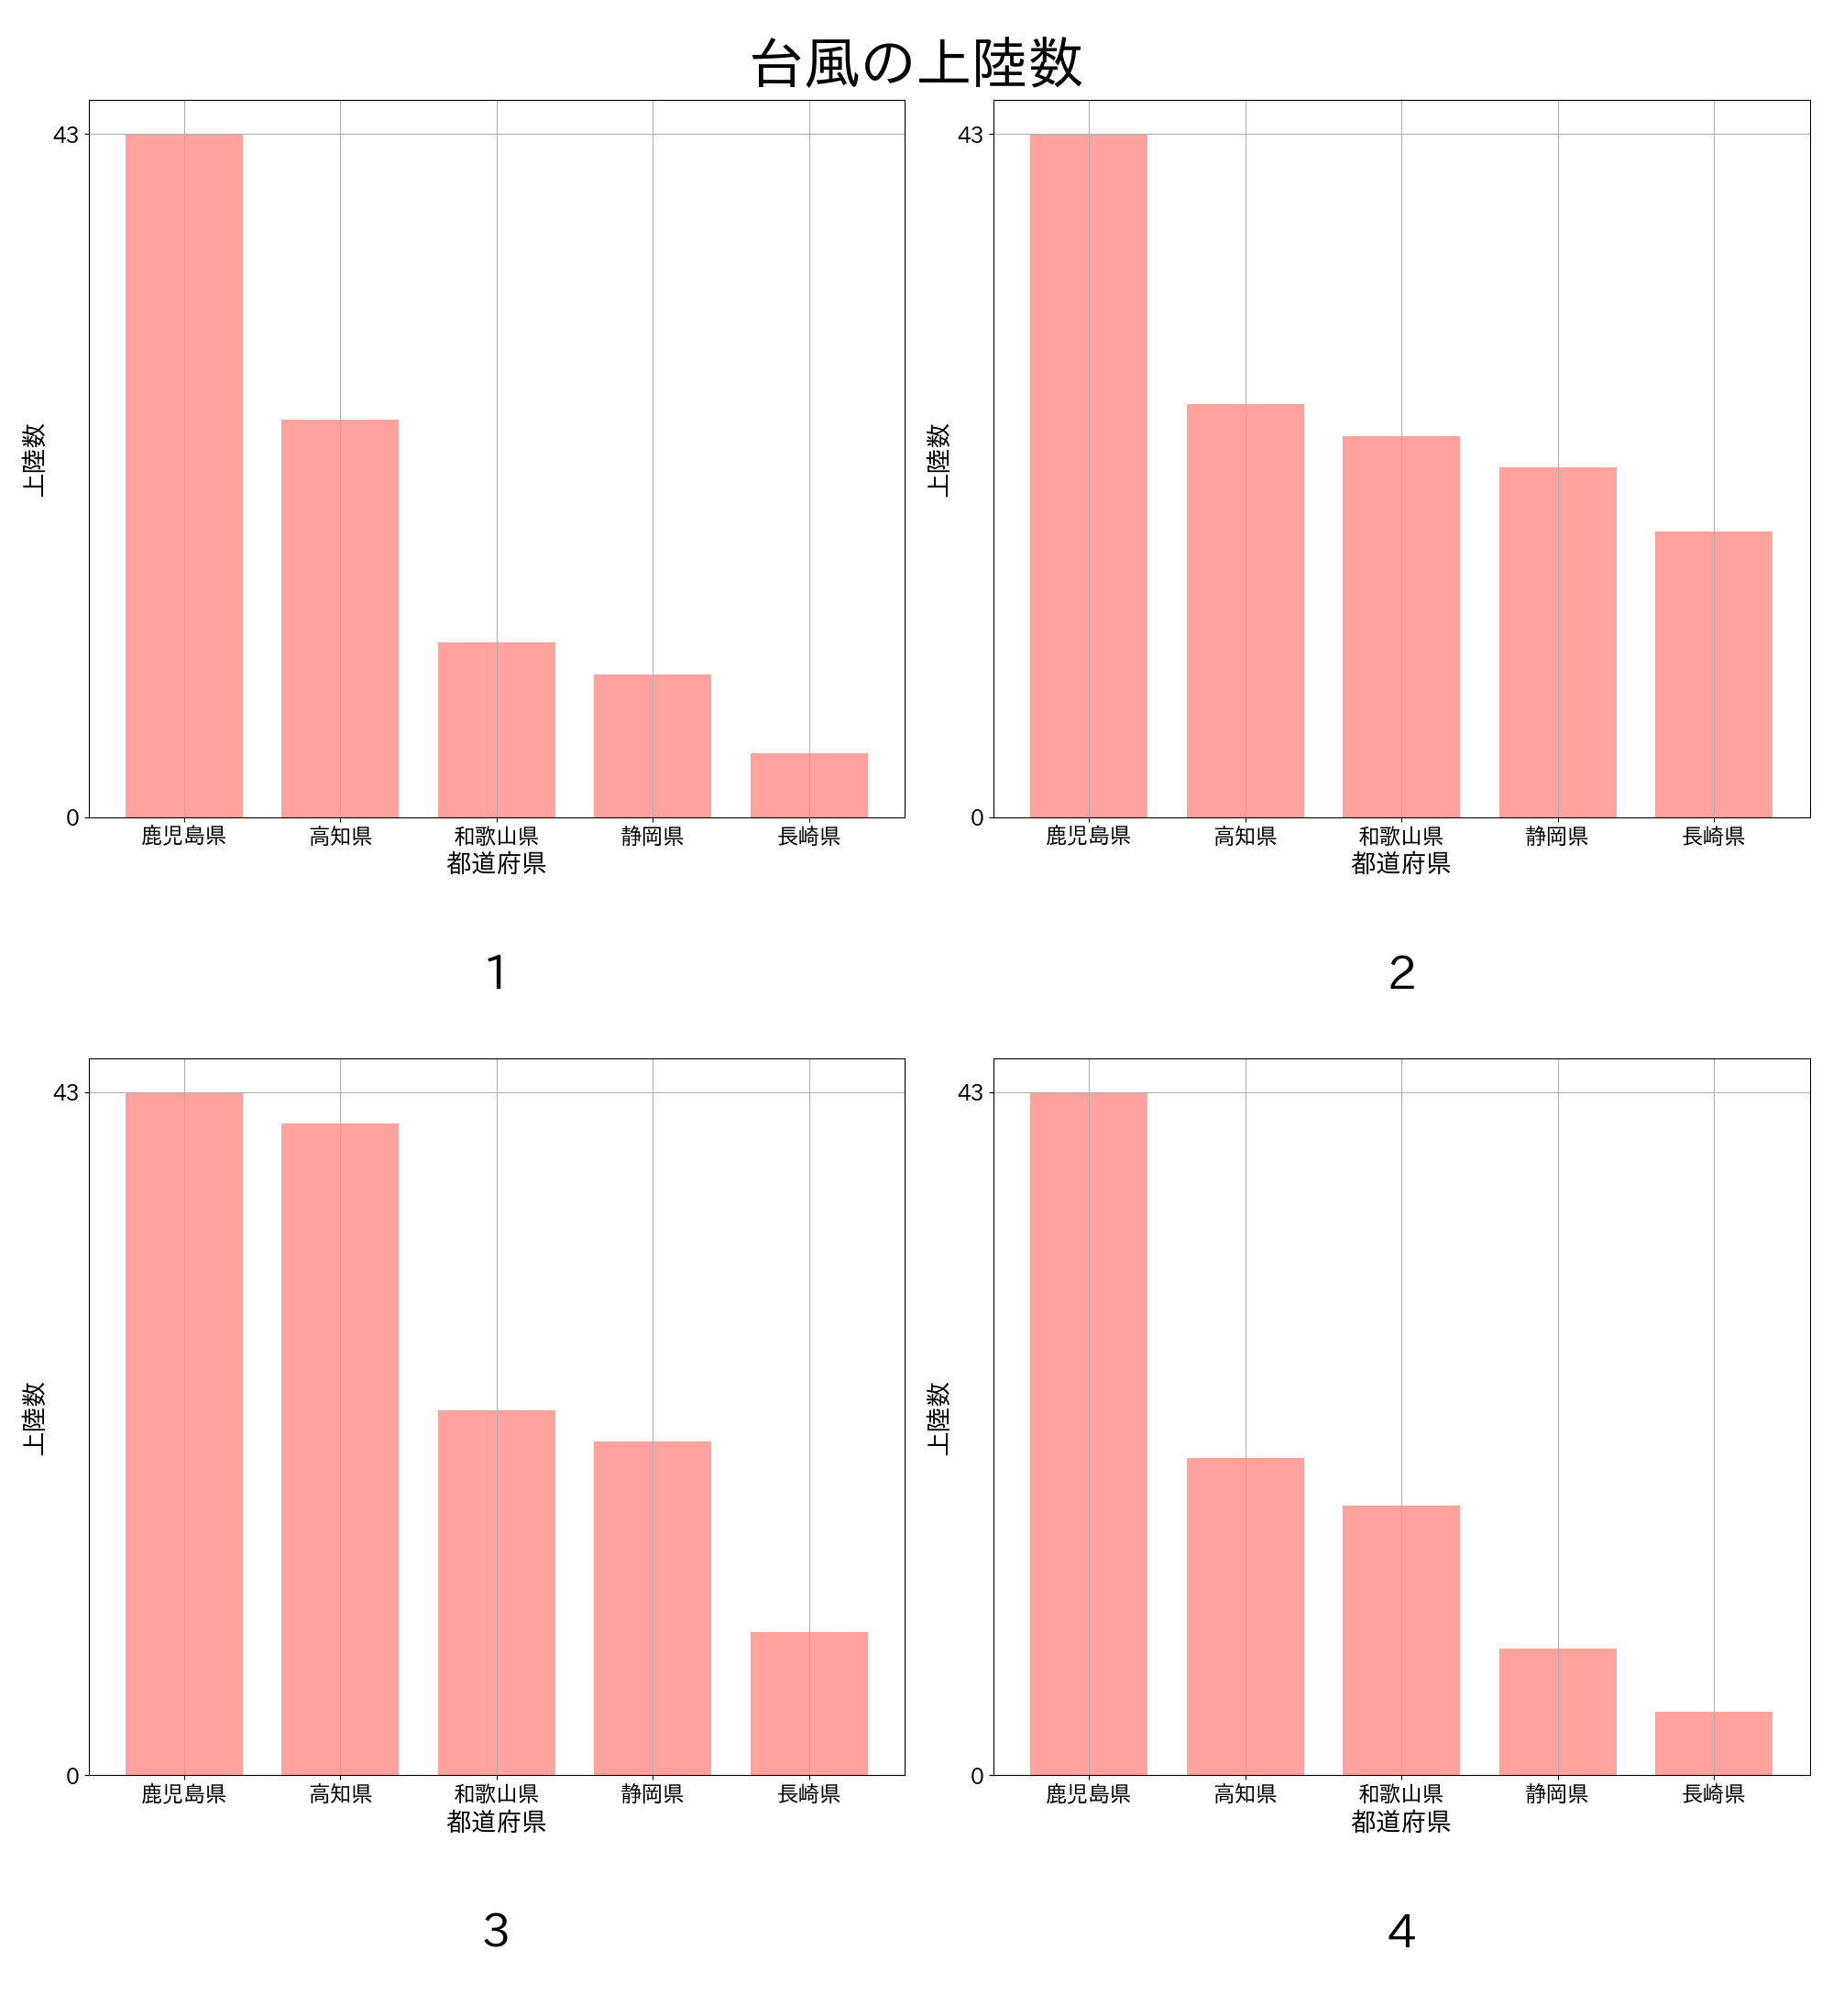 台風の上陸数
43
上陸数
0
鹿児島県 高知県 和歌山県 静岡県 長崎県
都道府県
1
43
上陸数
0
鹿児島県 高知県 和歌山県 静岡県 長崎県
都道府県
2
43
上陸数
0
鹿児島県 高知県 和歌山県 静岡県 長崎県
都道府県
3
43
上陸数
0
鹿児島県 高知県 和歌山県 静岡県 長崎県
都道府県
4